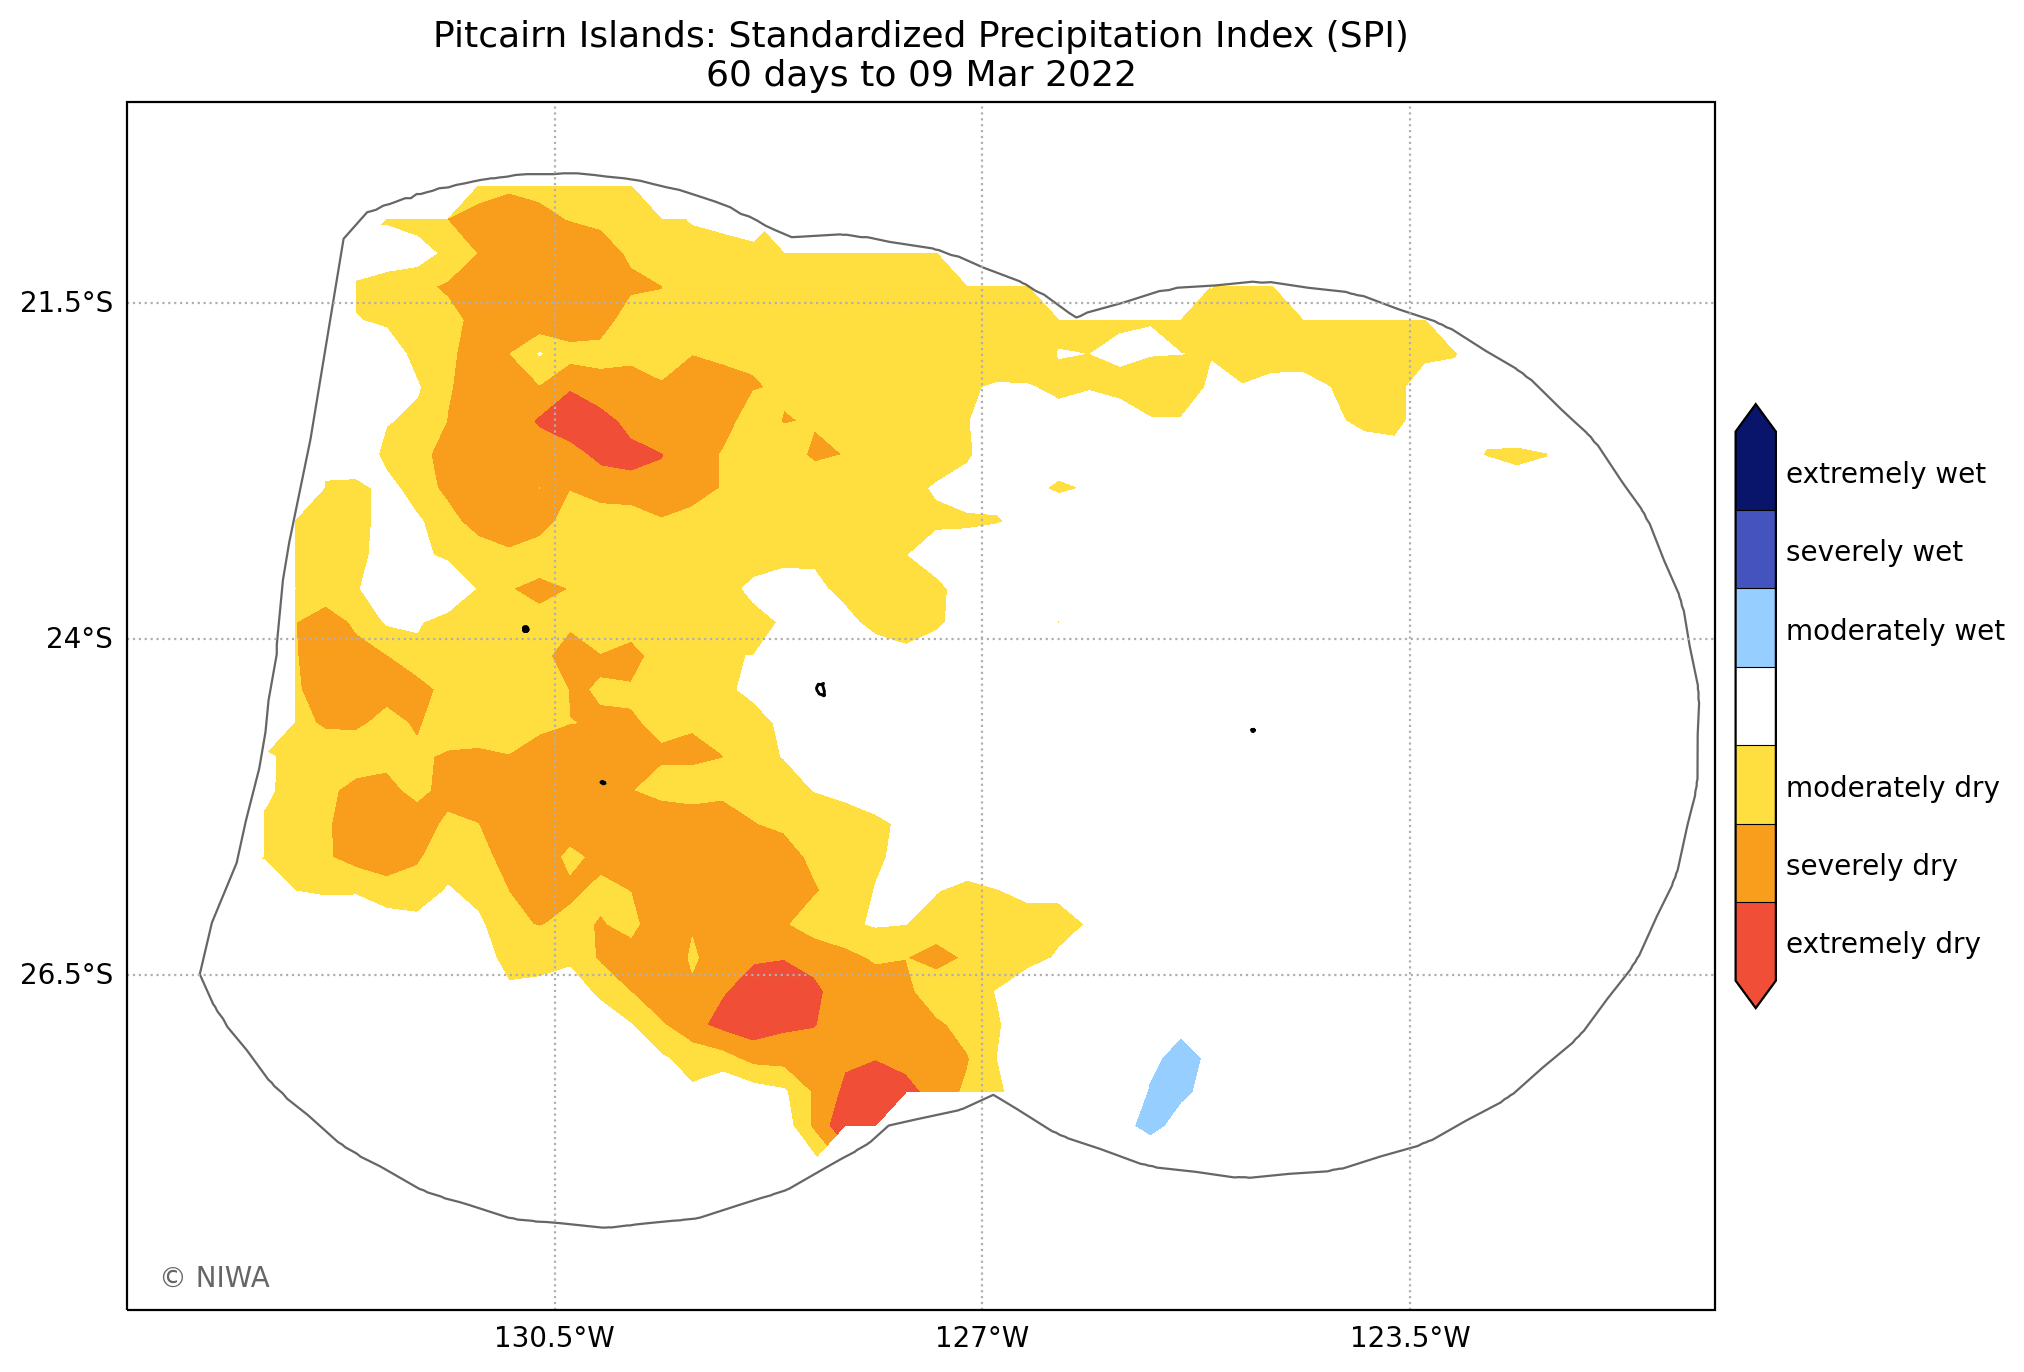 Pitcairn Islands: Standardized Precipitation Index (SPI)
60 days to 09 Mar 2022
21.5°S
24°S
26.5°S
130.5°W
127°W
123.5°W
extremely wet
severely wet
moderately wet
moderately dry
severely dry
extremely dry
© NIWA